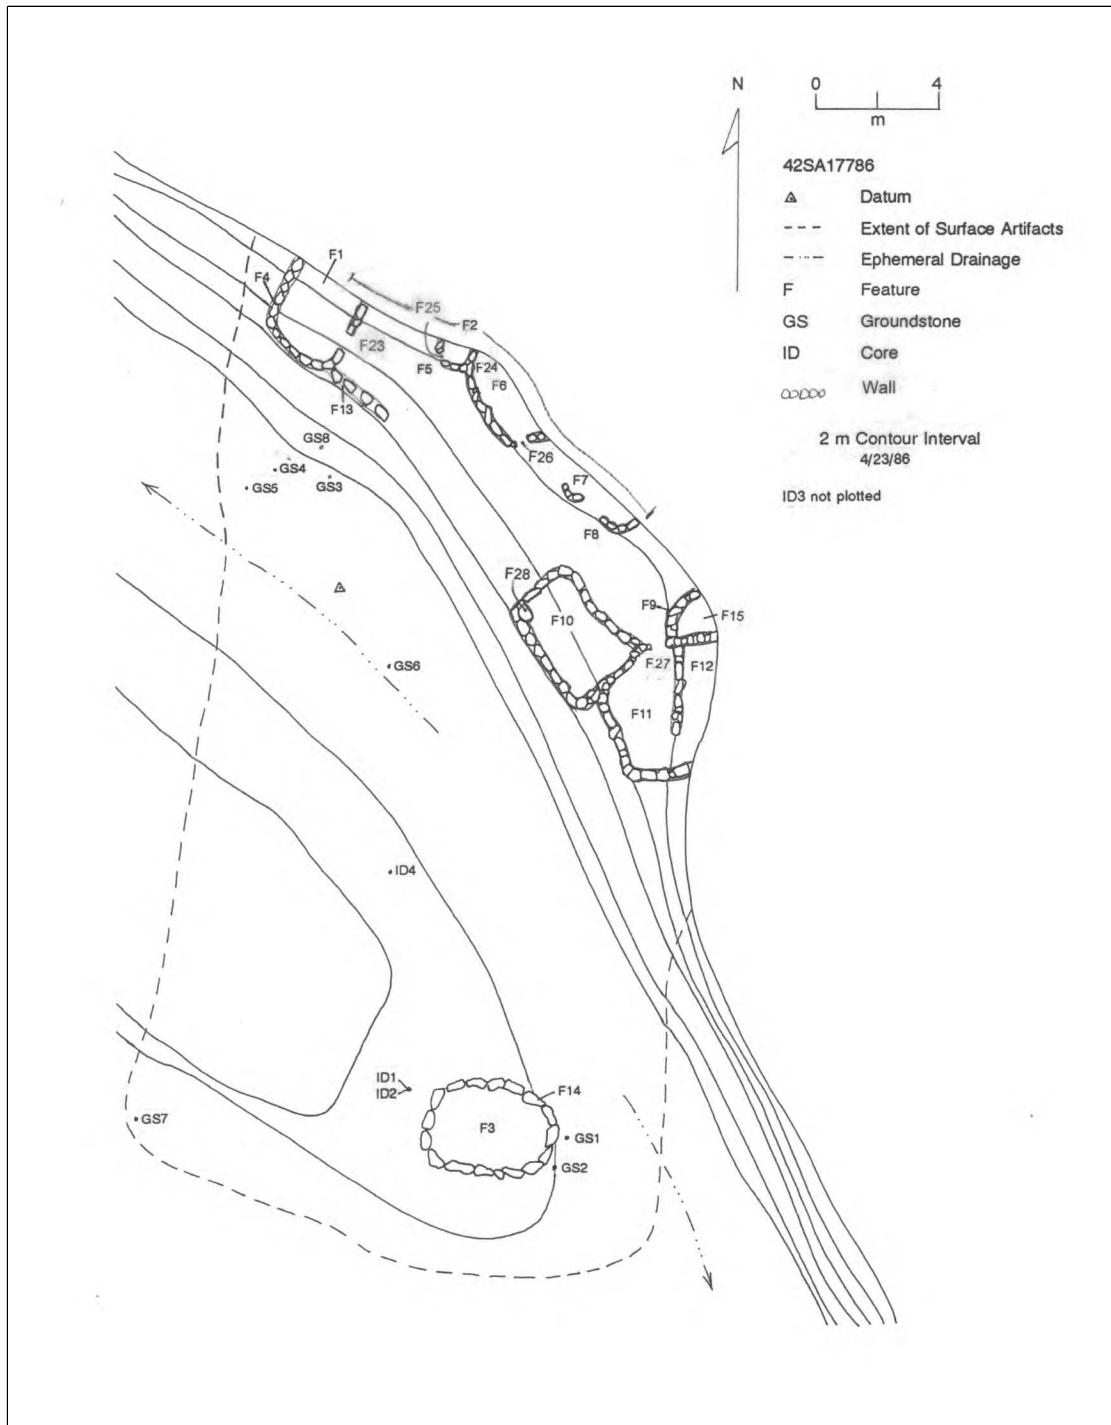 N
0 4
m
42SA17786
Datum
Extent of Surface Artifacts
Ephemeral Drainage
F Feature
GS Groundstone
ID Core
Wall
2 m Contour Interval
4/23/86
ID3 not plotted
F1
F4
F25
F2
F23
F5
F24
F6
F13
GS8
GS4
GS3
GS5
F26
F7
F8
F28
F10
F9
F15
F27
F12
F11
GS6
ID4
ID1
ID2
F14
F3
GS1
GS2
GS7